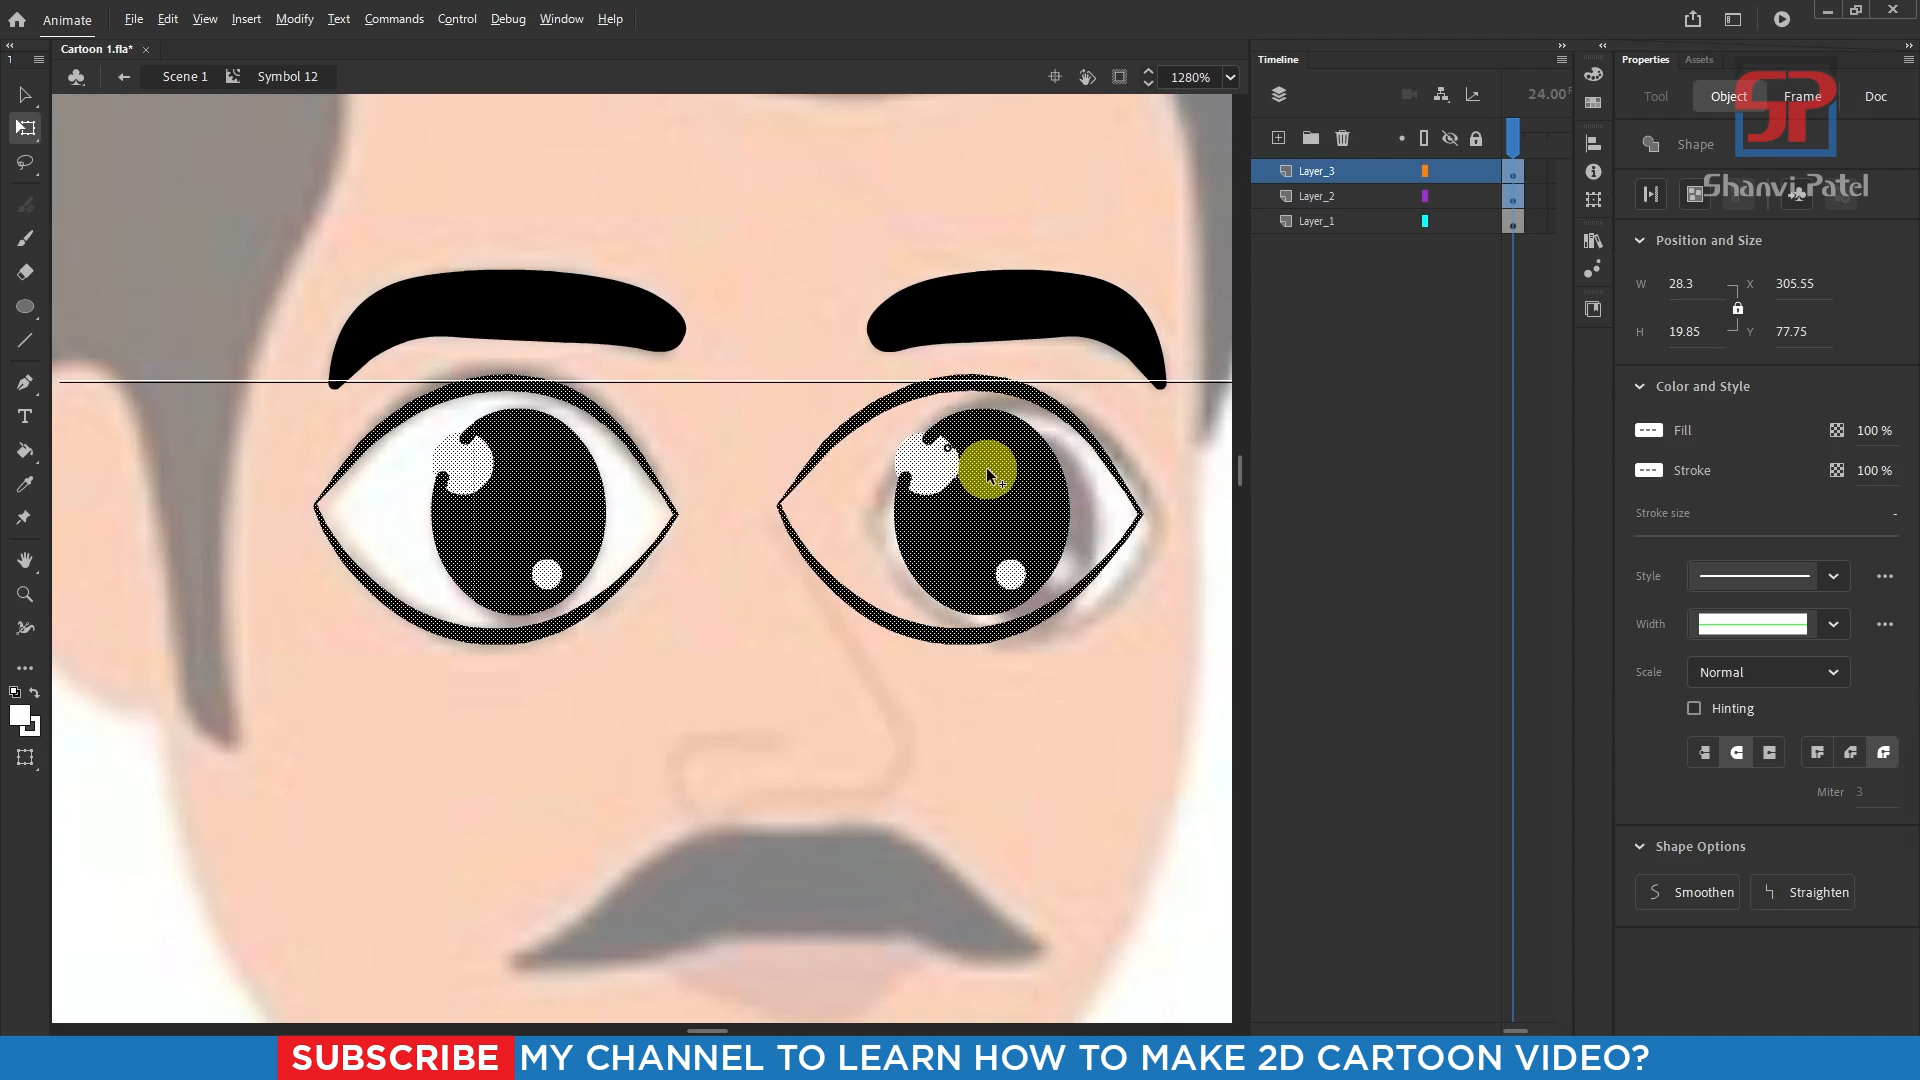 Animate
File Edit View Insert Modify Text Commands Control Debug Window Help
Cartoon 1.fla* ×
Scene 1 Symbol 12 1280%
Timeline
24.00
Layer_3
Layer_2
Layer_1
Properties Assets
Tool Object Frame Doc
SP
Shape
Shanvi Patel
Position and Size
W 28.3 X 305.55
H 19.85 Y 77.75
Color and Style
Fill 100 %
Stroke 100 %
Stroke size -
Style
Width
Scale Normal
Hinting
Miter 3
Shape Options
Smoothen Straighten
SUBSCRIBE MY CHANNEL TO LEARN HOW TO MAKE 2D CARTOON VIDEO?